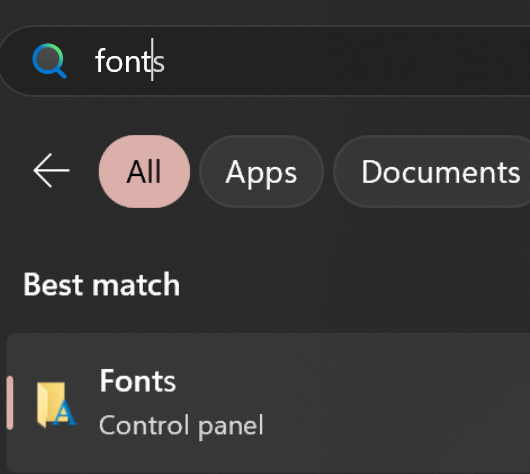 fonts
All Apps Documents
Best match
Fonts
Control panel